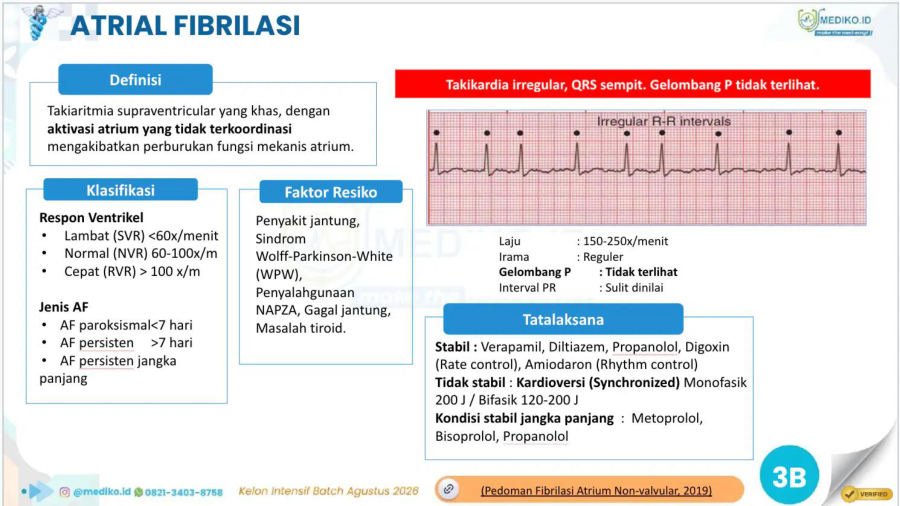 ATRIAL FIBRILASI
MEDIKO.ID
Definisi
Takiaritmia supraventricular yang khas, dengan
aktivasi atrium yang tidak terkoordinasi
mengakibatkan perburukan fungsi mekanis atrium.
Klasifikasi
Respon Ventrikel
• Lambat (SVR) <60x/menit
• Normal (NVR) 60-100x/m
• Cepat (RVR) > 100 x/m
Jenis AF
• AF paroksismal<7 hari
• AF persisten >7 hari
• AF persisten jangka
panjang
Faktor Resiko
Penyakit jantung,
Sindrom
Wolff-Parkinson-White
(WPW),
Penyalahgunaan
NAPZA, Gagal jantung,
Masalah tiroid.
Takikardia irregular, QRS sempit. Gelombang P tidak terlihat.
Irregular R-R intervals
Laju : 150-250x/menit
Irama : Reguler
Gelombang P : Tidak terlihat
Interval PR : Sulit dinilai
Tatalaksana
Stabil : Verapamil, Diltiazem, Propanolol, Digoxin
(Rate control), Amiodaron (Rhythm control)
Tidak stabil : Kardioversi (Synchronized) Monofasik
200 J / Bifasik 120-200 J
Kondisi stabil jangka panjang : Metoprolol,
Bisoprolol, Propanolol
3B
@mediko.id 0821-3403-8758
Kelan Intensif Batch Agustus 2026
(Pedoman Fibrilasi Atrium Non-valvular, 2019)
VERIFIED